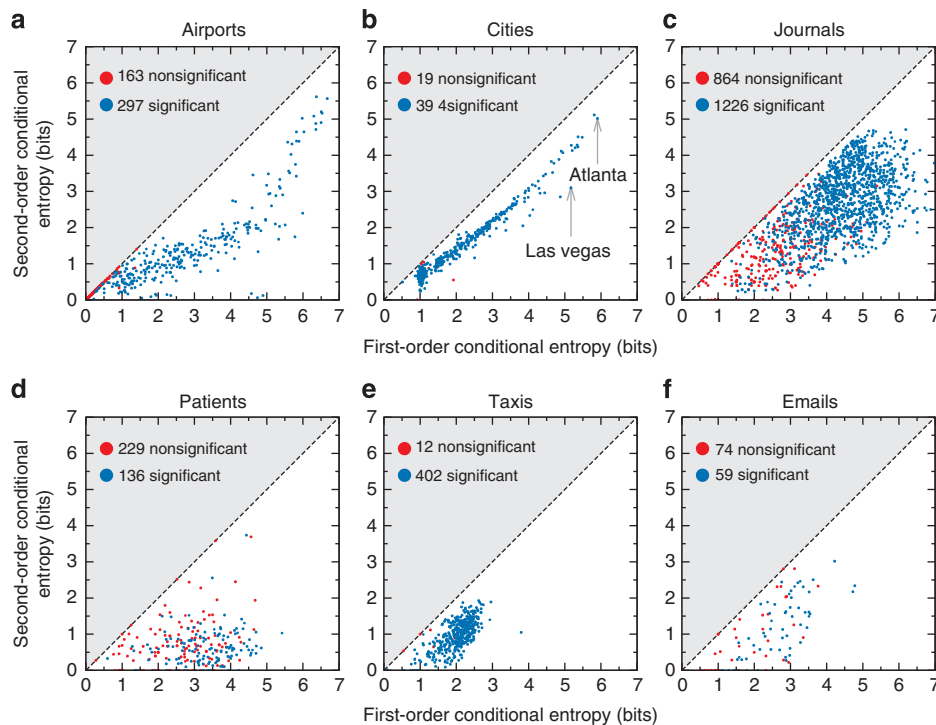 a
Airports
7
6
5
4
3
2
1
0
0 1 2 3 4 5 6 7
163 nonsignificant
297 significant
Second-order conditional
entropy (bits)
b
Cities
7
6
5
4
3
2
1
0
0 1 2 3 4 5 6 7
19 nonsignificant
39 4significant
Atlanta
Las vegas
c
Journals
7
6
5
4
3
2
1
0
0 1 2 3 4 5 6 7
864 nonsignificant
1226 significant
First-order conditional entropy (bits)
d
Patients
7
6
5
4
3
2
1
0
0 1 2 3 4 5 6 7
229 nonsignificant
136 significant
Second-order conditional
entropy (bits)
e
Taxis
7
6
5
4
3
2
1
0
0 1 2 3 4 5 6 7
12 nonsignificant
402 significant
f
Emails
7
6
5
4
3
2
1
0
0 1 2 3 4 5 6 7
74 nonsignificant
59 significant
First-order conditional entropy (bits)